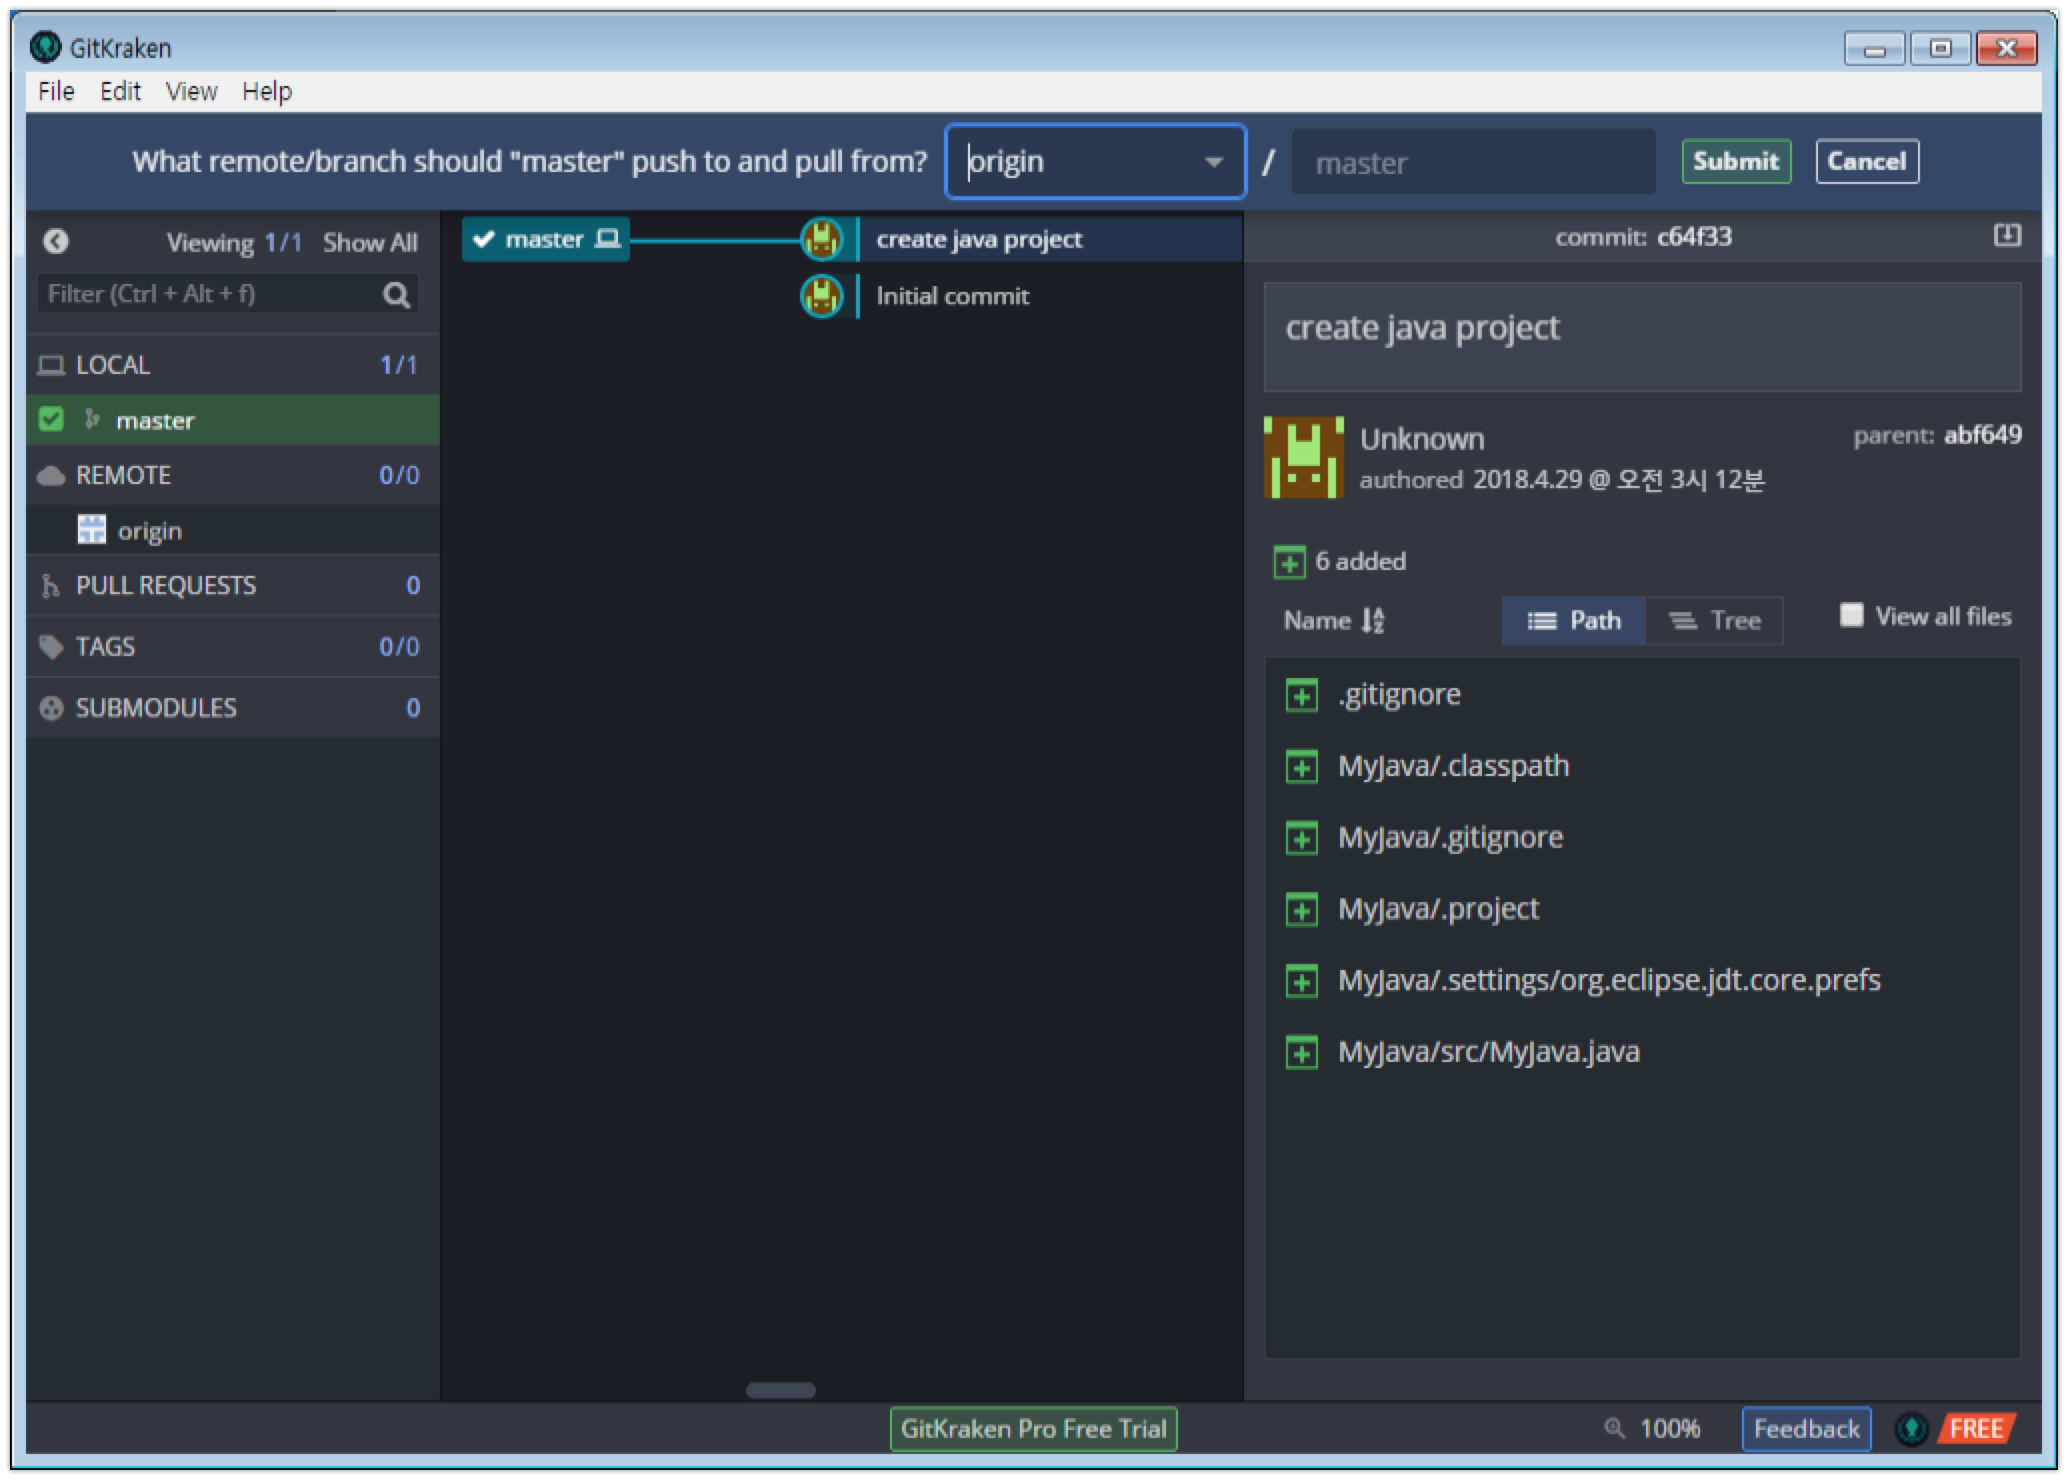 GitKraken
File Edit View Help
What remote/branch should "master" push to and pull from? origin / master Submit Cancel
Viewing 1/1 Show All
Filter (Ctrl + Alt + f)
LOCAL 1/1
master
REMOTE 0/0
origin
PULL REQUESTS 0
TAGS 0/0
SUBMODULES 0
master create java project
Initial commit
commit: c64f33
create java project
Unknown
parent: abf649
authored 2018.4.29 @ 오전 3시 12분
6 added
Name Path Tree View all files
.gitignore
MyJava/.classpath
MyJava/.gitignore
MyJava/.project
MyJava/.settings/org.eclipse.jdt.core.prefs
MyJava/src/MyJava.java
GitKraken Pro Free Trial 100% Feedback FREE